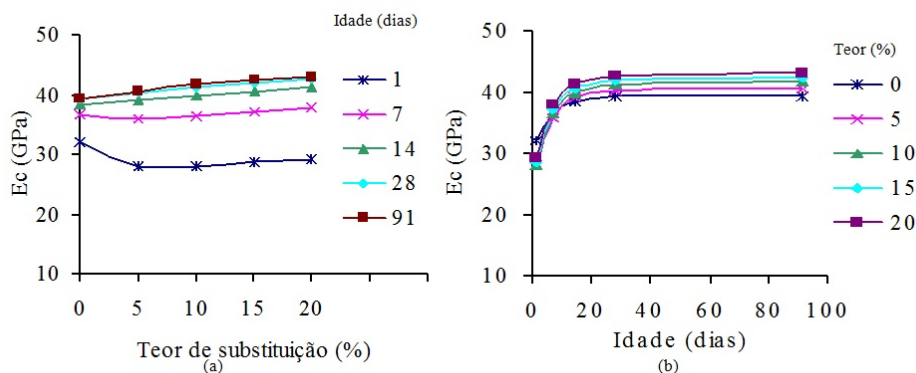 Idade (dias)
50
40
30
20
10
Ec (GPa)
0 5 10 15 20
Teor de substituição (%)
(a)
1
7
14
28
91
50
40
30
20
10
Ec (GPa)
0 20 40 60 80 100
Idade (dias)
(b)
Teor (%)
0
5
10
15
20